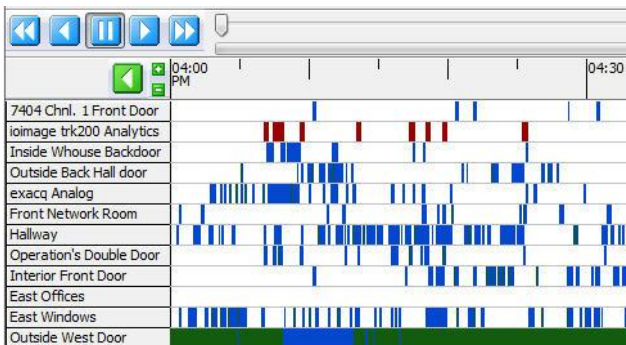 04:00
PM
04:30
7404 Chnl. 1 Front Door
ioimage trk200 Analytics
Inside Whouse Backdoor
Outside Back Hall door
exacq Analog
Front Network Room
Hallway
Operation's Double Door
Interior Front Door
East Offices
East Windows
Outside West Door